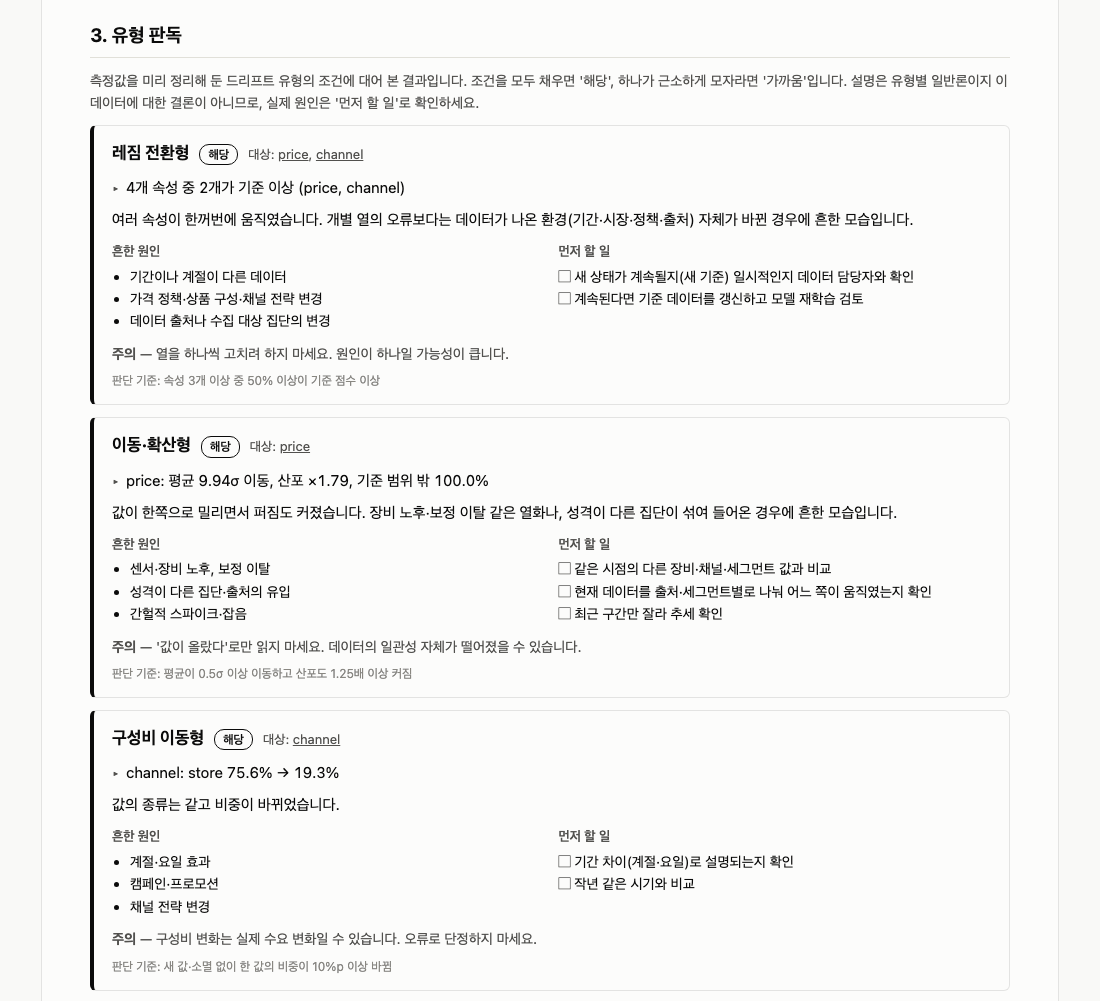 3. 유형 판독
측정값을 미리 정리해 둔 드리프트 유형의 조건에 대어 본 결과입니다. 조건을 모두 채우면 '해당', 하나가 근소하게 모자라면 '가까움'입니다. 설명은 유형별 일반론이지 이
데이터에 대한 결론이 아니므로, 실제 원인은 '먼저 할 일'로 확인하세요.
레짐 전환형 해당 대상: price, channel
▸ 4개 속성 중 2개가 기준 이상 (price, channel)
여러 속성이 한꺼번에 움직였습니다. 개별 열의 오류보다는 데이터가 나온 환경(기간·시장·정책·출처) 자체가 바뀐 경우에 흔한 모습입니다.
흔한 원인
• 기간이나 계절이 다른 데이터
• 가격 정책·상품 구성·채널 전략 변경
• 데이터 출처나 수집 대상 집단의 변경
먼저 할 일
☐ 새 상태가 계속될지(새 기준) 일시적인지 데이터 담당자와 확인
☐ 계속된다면 기준 데이터를 갱신하고 모델 재학습 검토
주의 — 열을 하나씩 고치려 하지 마세요. 원인이 하나일 가능성이 큽니다.
판단 기준: 속성 3개 이상 중 50% 이상이 기준 점수 이상
이동·확산형 해당 대상: price
▸ price: 평균 9.94σ 이동, 산포 ×1.79, 기준 범위 밖 100.0%
값이 한쪽으로 밀리면서 퍼짐도 커졌습니다. 장비 노후·보정 이탈 같은 열화나, 성격이 다른 집단이 섞여 들어온 경우에 흔한 모습입니다.
흔한 원인
• 센서·장비 노후, 보정 이탈
• 성격이 다른 집단·출처의 유입
• 간헐적 스파이크·잡음
먼저 할 일
☐ 같은 시점의 다른 장비·채널·세그먼트 값과 비교
☐ 현재 데이터를 출처·세그먼트별로 나눠 어느 쪽이 움직였는지 확인
☐ 최근 구간만 잘라 추세 확인
주의 — '값이 올랐다'로만 읽지 마세요. 데이터의 일관성 자체가 떨어졌을 수 있습니다.
판단 기준: 평균이 0.5σ 이상 이동하고 산포도 1.25배 이상 커짐
구성비 이동형 해당 대상: channel
▸ channel: store 75.6% → 19.3%
값의 종류는 같고 비중이 바뀌었습니다.
흔한 원인
• 계절·요일 효과
• 캠페인·프로모션
• 채널 전략 변경
먼저 할 일
☐ 기간 차이(계절·요일)로 설명되는지 확인
☐ 작년 같은 시기와 비교
주의 — 구성비 변화는 실제 수요 변화일 수 있습니다. 오류로 단정하지 마세요.
판단 기준: 새 값·소멸 없이 한 값의 비중이 10%p 이상 바뀜